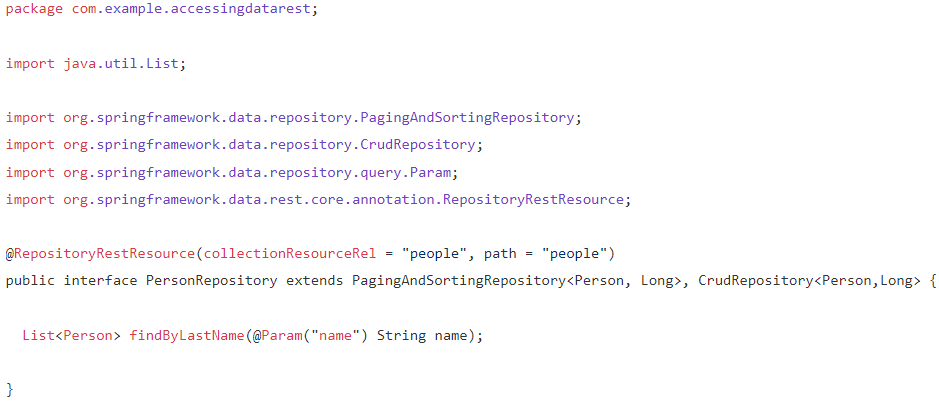 package com.example.accessingdatarest;
import java.util.List;
import org.springframework.data.repository.PagingAndSortingRepository;
import org.springframework.data.repository.CrudRepository;
import org.springframework.data.repository.query.Param;
import org.springframework.data.rest.core.annotation.RepositoryRestResource;
@RepositoryRestResource(collectionResourceRel = "people", path = "people")
public interface PersonRepository extends PagingAndSortingRepository<Person, Long>, CrudRepository<Person,Long> {
List<Person> findByLastName(@Param("name") String name);
}